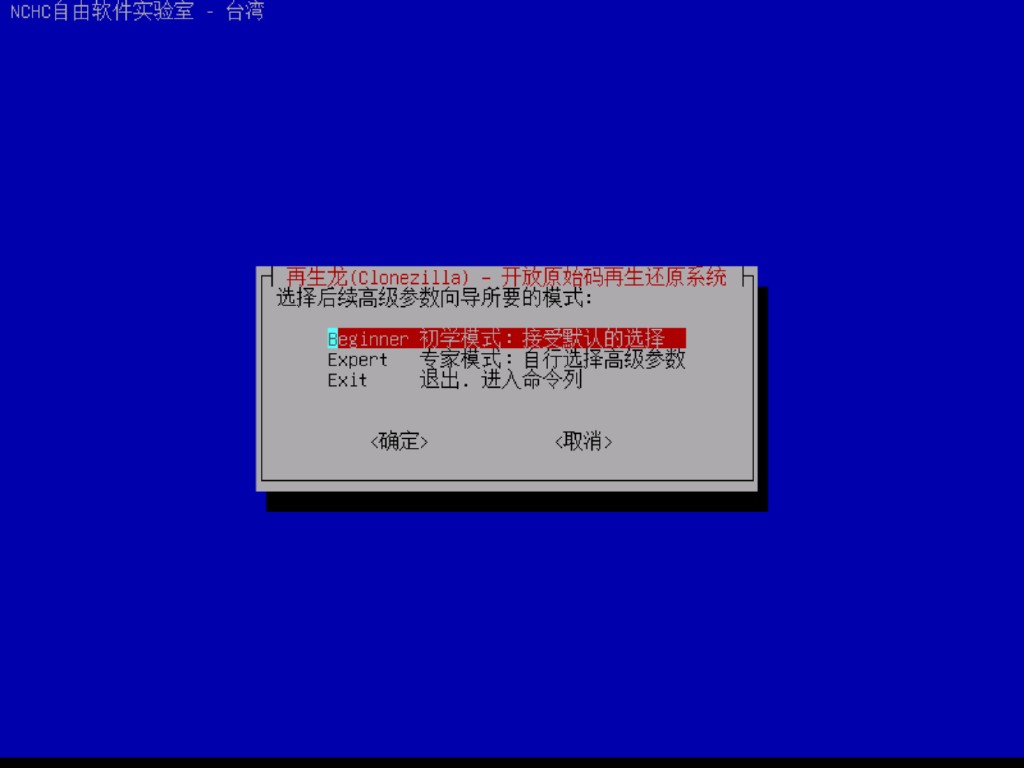 NCHC自由软件实验室 - 台湾
再生龙(Clonezilla) - 开放原始码再生还原系统
选择后续高级参数向导所要的模式:
Beginner 初学模式: 接受默认的选择
Expert 专家模式: 自行选择高级参数
Exit 退出. 进入命令列
<确定> <取消>